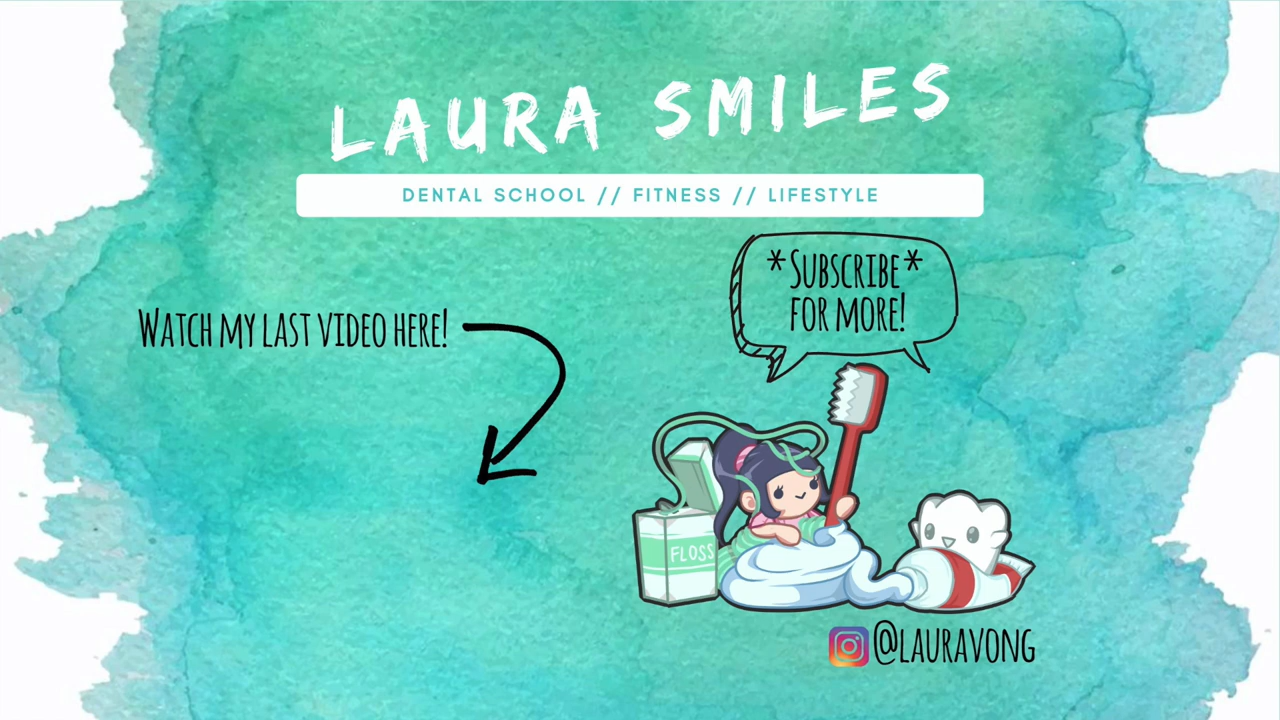 LAURA SMILES
DENTAL SCHOOL // FITNESS // LIFESTYLE
*SUBSCRIBE*
FOR MORE!
WATCH MY LAST VIDEO HERE!
FLOSS
@LAURAVONG